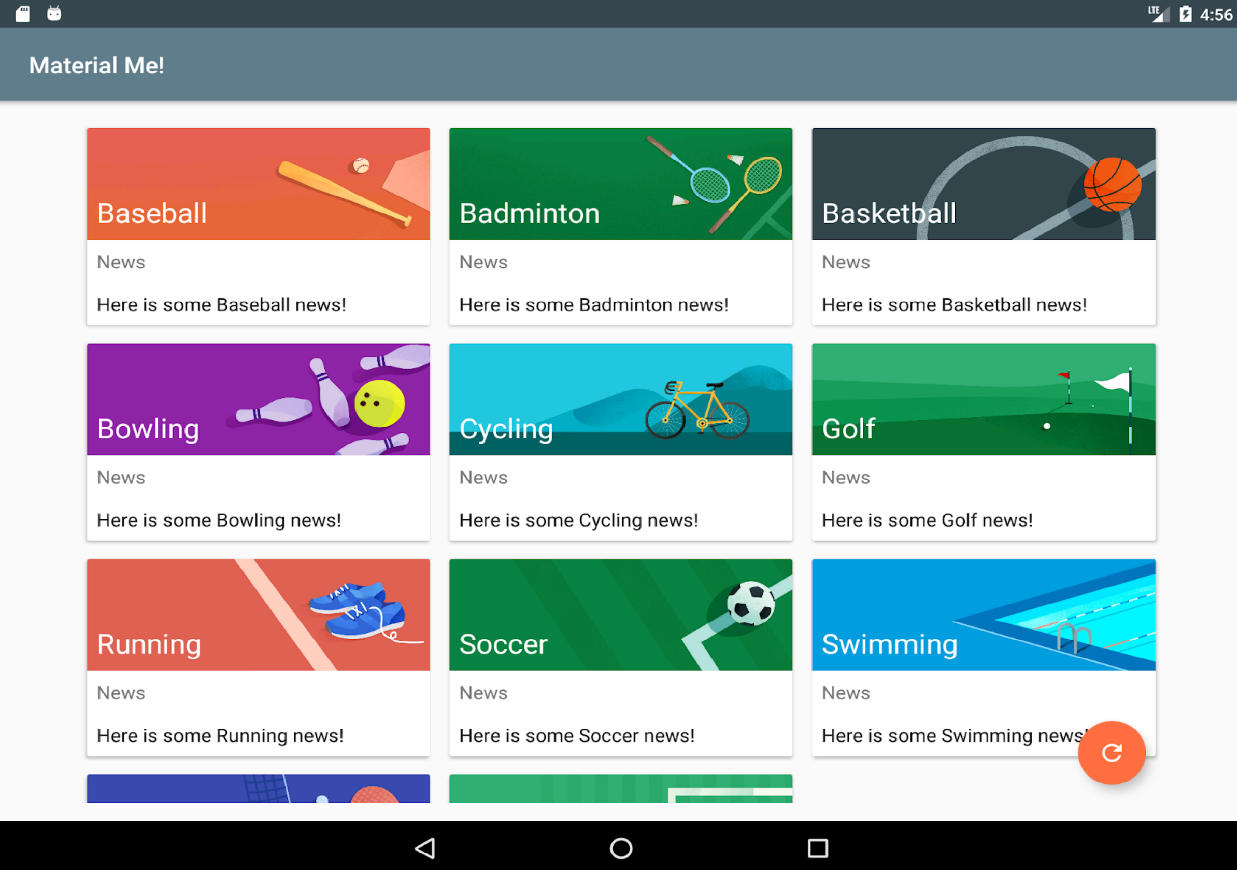 LTE 4:56
Material Me!
Baseball
News
Here is some Baseball news!
Badminton
News
Here is some Badminton news!
Basketball
News
Here is some Basketball news!
Bowling
News
Here is some Bowling news!
Cycling
News
Here is some Cycling news!
Golf
News
Here is some Golf news!
Running
News
Here is some Running news!
Soccer
News
Here is some Soccer news!
Swimming
News
Here is some Swimming news!